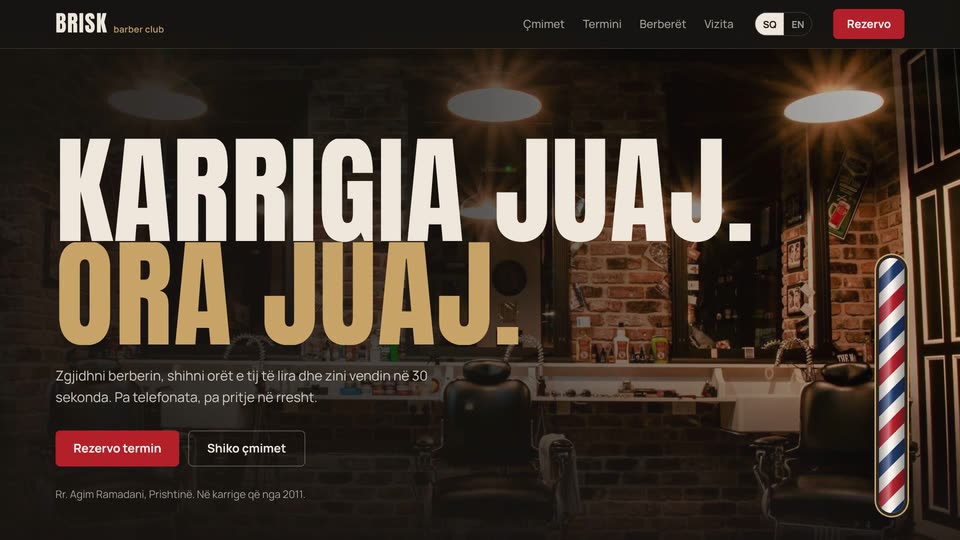 BRISK barber club
Çmimet Termini Berberët Vizita SQ EN Rezervo
KARRIGIA JUAJ.
ORA JUAJ.
Zgjidhni berberin, shihni orët e tij të lira dhe zini vendin në 30
sekonda. Pa telefonata, pa pritje në rresht.
Rezervo termin Shiko çmimet
Rr. Agim Ramadani, Prishtinë. Në karrige që nga 2011.